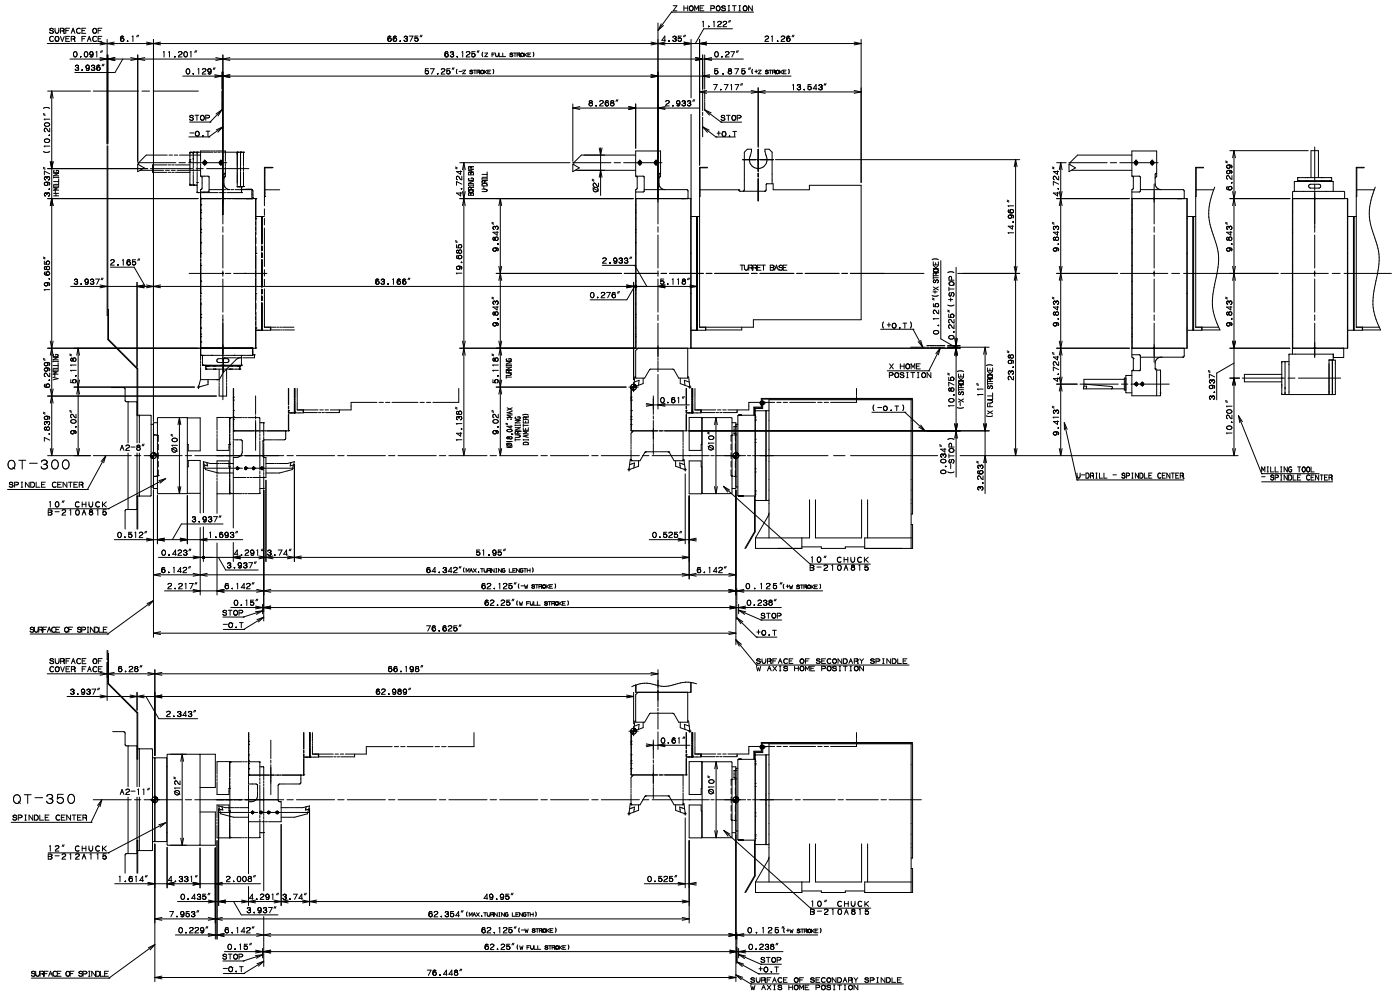 Z HOME POSITION
SURFACE OF
COVER FACE
6.1"
66.375"
4.35"
1.122"
21.26"
0.091"
11.201"
63.125"(Z FULL STROKE)
0.27"
3.936"
0.129"
57.25"(-Z STROKE)
5.875"(+Z STROKE)
7.717"
13.543"
8.268"
2.933"
STOP
-O.T
STOP
+O.T
(10.201")
3.937"
H-MILLING
Ø2"
4.724"
BORING BAR
U-DRILL
14.961"
4.724"
6.299"
19.685"
19.685"
9.843"
9.843"
9.843"
9.843"
9.843"
9.843"
2.165"
3.937"
63.166"
2.933"
5.118"
0.276"
TURRET BASE
(+O.T)
0.125"(+X STROKE)
0.225"(+STOP)
X HOME
POSITION
6.299"
V-MILLING
5.118"
5.118"
TURNING
7.839"
9.02"
14.138"
9.02"
Ø18.04" :MAX
TURNING
DIAMETER)
0.61"
10.875"
(-X STROKE)
11"
(X FULL STROKE)
23.98"
(-O.T)
0.034"
(-STOP)
3.263"
4.724"
9.413"
3.937"
10.201"
U-DRILL - SPINDLE CENTER
MILLING TOOL
- SPINDLE CENTER
QT-300
SPINDLE CENTER
A2-8"
Ø10"
Ø10"
10" CHUCK
B-210A815
0.512"
3.937"
1.693"
0.525"
0.423"
4.291"
3.74"
51.95"
10" CHUCK
B-210A815
3.937"
6.142"
64.342"(MAX.TURNING LENGTH)
6.142"
2.217"
6.142"
62.125"(-W STROKE)
0.125"(+W STROKE)
0.15"
62.25"(W FULL STROKE)
0.236"
STOP
-O.T
STOP
+O.T
SURFACE OF SPINDLE
76.625"
SURFACE OF SECONDARY SPINDLE
W AXIS HOME POSITION
SURFACE OF
COVER FACE
6.28"
66.198"
3.937"
62.989"
2.343"
0.61"
QT-350
SPINDLE CENTER
A2-11"
Ø12"
Ø10"
12" CHUCK
B-212A115
1.614"
4.331"
2.008"
0.525"
0.435"
4.291"
3.74"
49.95"
10" CHUCK
B-210A815
3.937"
7.953"
62.354"(MAX.TURNING LENGTH)
0.229"
6.142"
62.125"(-W STROKE)
0.125"(+W STROKE)
0.15"
62.25"(W FULL STROKE)
0.236"
STOP
-O.T
STOP
+O.T
SURFACE OF SPINDLE
76.448"
SURFACE OF SECONDARY SPINDLE
W AXIS HOME POSITION